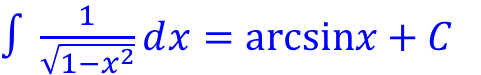 ∫ 1/√(1−x²) dx = arcsinx + C